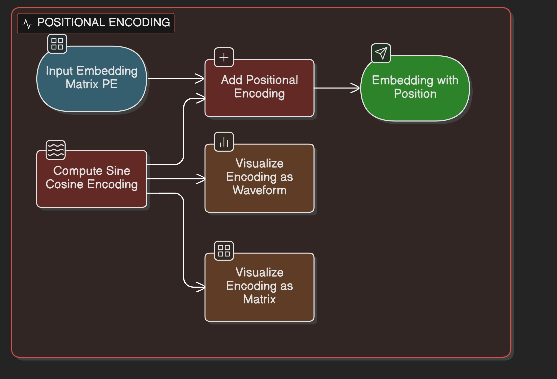 POSITIONAL ENCODING
Input Embedding
Matrix PE
Add Positional
Encoding
Embedding with
Position
Compute Sine
Cosine Encoding
Visualize
Encoding as
Waveform
Visualize
Encoding as
Matrix